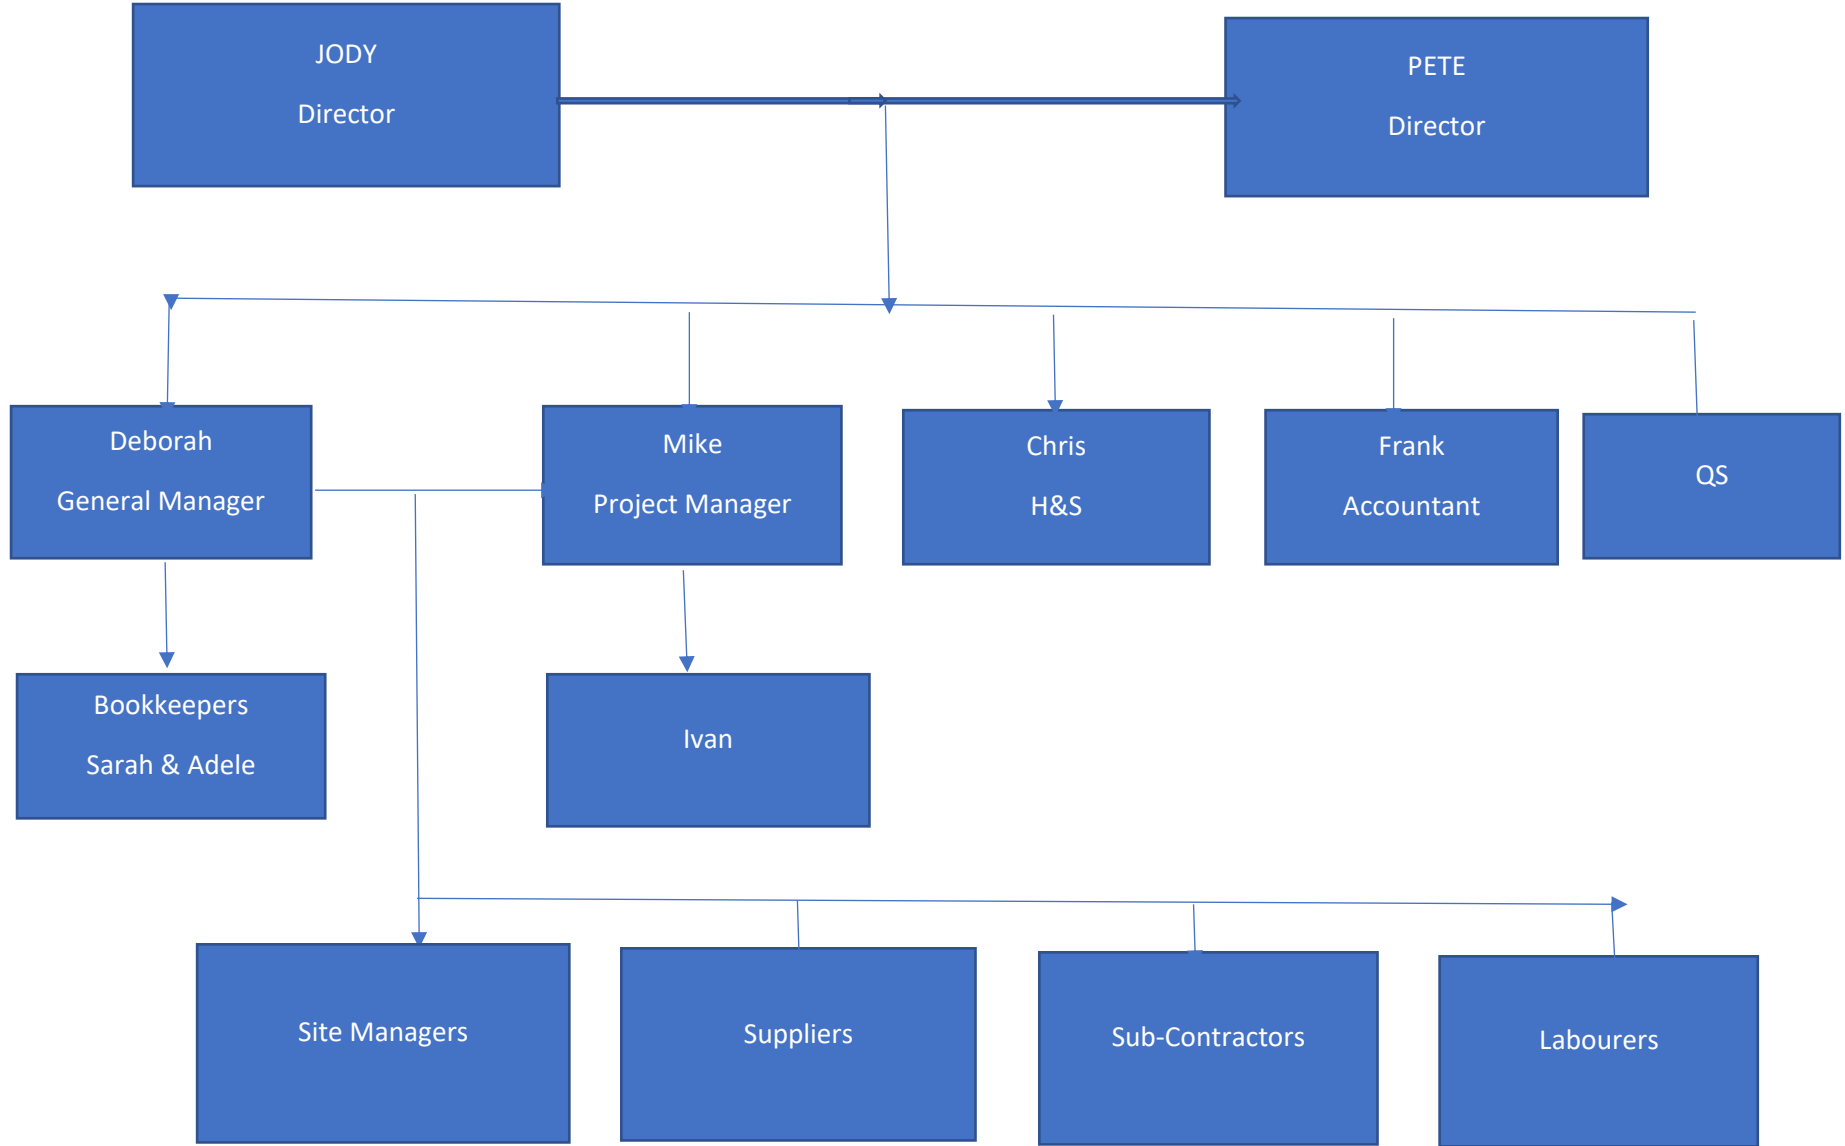 JODY
Director
PETE
Director
Deborah
General Manager
Mike
Project Manager
Chris
H&S
Frank
Accountant
QS
Bookkeepers
Sarah & Adele
Ivan
Site Managers
Suppliers
Sub-Contractors
Labourers